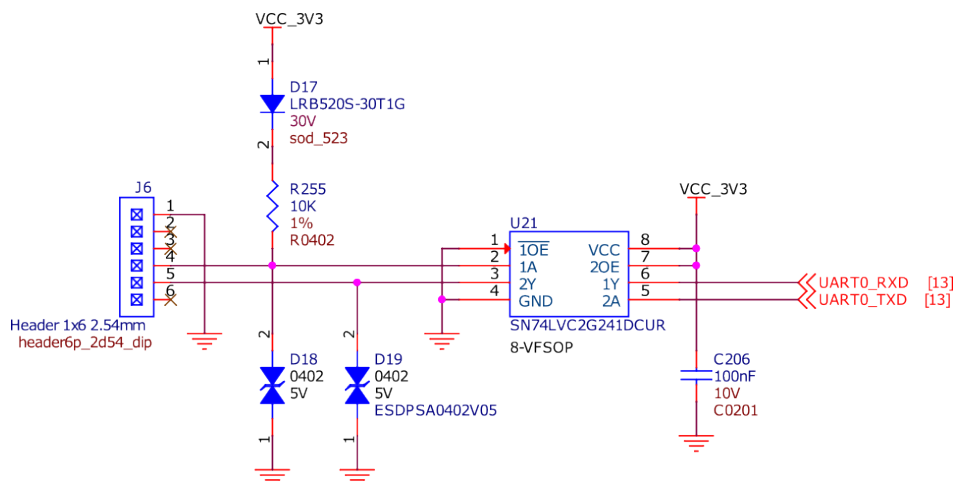 VCC_3V3
1
D17
LRB520S-30T1G
30V
sod_523
2
R255
10K
1%
R0402
J6
1
2
3
4
5
6
Header 1x6 2.54mm
header6p_2d54_dip
VCC_3V3
U21
1 1OE VCC 8
2 1A 2OE 7
3 2Y 1Y 6
4 GND 2A 5
SN74LVC2G241DCUR
8-VFSOP
UART0_RXD [13]
UART0_TXD [13]
2
D18
0402
5V
1
2
D19
0402
5V
ESDPSA0402V05
1
C206
100nF
10V
C0201